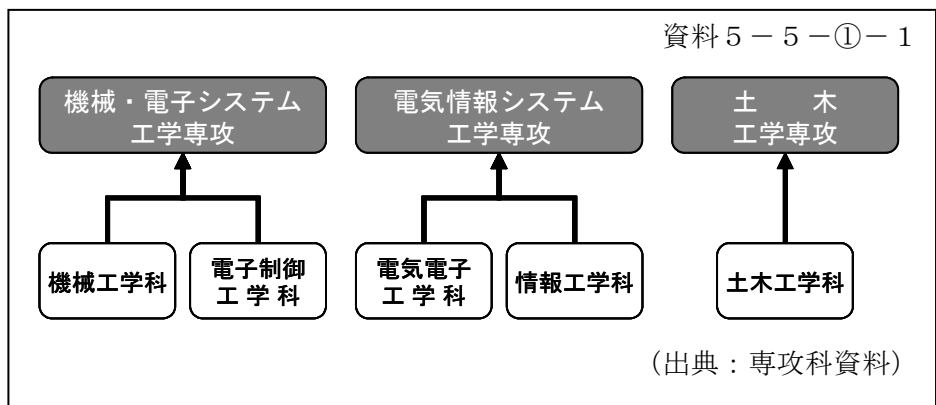 資料5-5-①-1
機械・電子システム
工学専攻
電気情報システム
工学専攻
土　　木
工学専攻
機械工学科
電子制御
工 学 科
電気電子
工 学 科
情報工学科
土木工学科
(出典：専攻科資料)